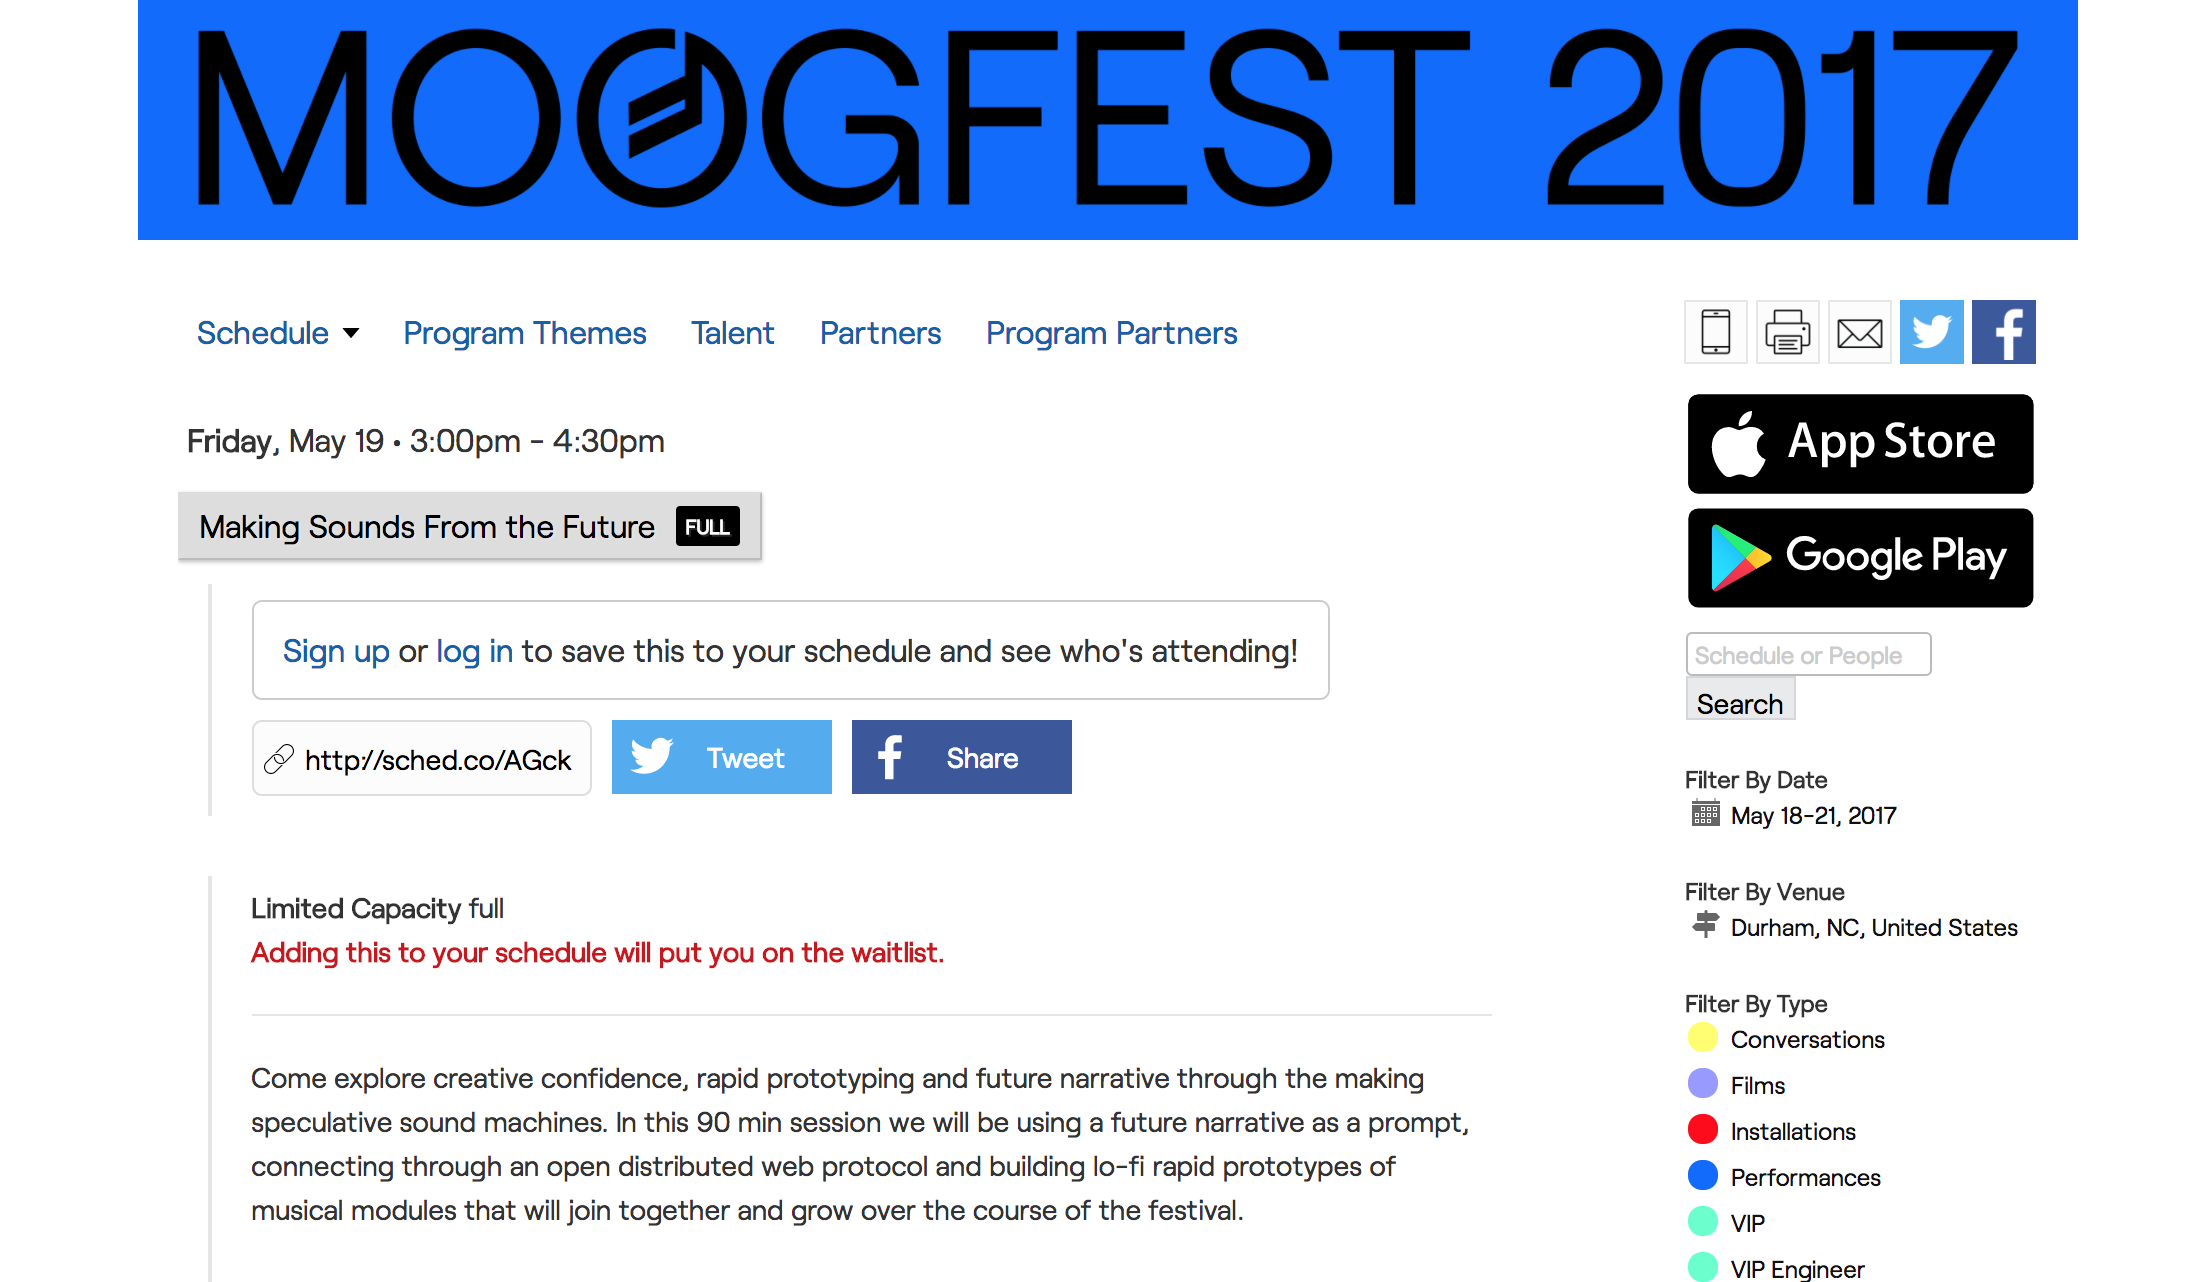 MOOGFEST 2017
Schedule Program Themes Talent Partners Program Partners
Friday, May 19 • 3:00pm - 4:30pm
Making Sounds From the Future FULL
Sign up or log in to save this to your schedule and see who's attending!
http://sched.co/AGck Tweet Share
Limited Capacity full
Adding this to your schedule will put you on the waitlist.
Come explore creative confidence, rapid prototyping and future narrative through the making
speculative sound machines. In this 90 min session we will be using a future narrative as a prompt,
connecting through an open distributed web protocol and building lo-fi rapid prototypes of
musical modules that will join together and grow over the course of the festival.
App Store
Google Play
Schedule or People
Search
Filter By Date
May 18-21, 2017
Filter By Venue
Durham, NC, United States
Filter By Type
Conversations
Films
Installations
Performances
VIP
VIP Engineer